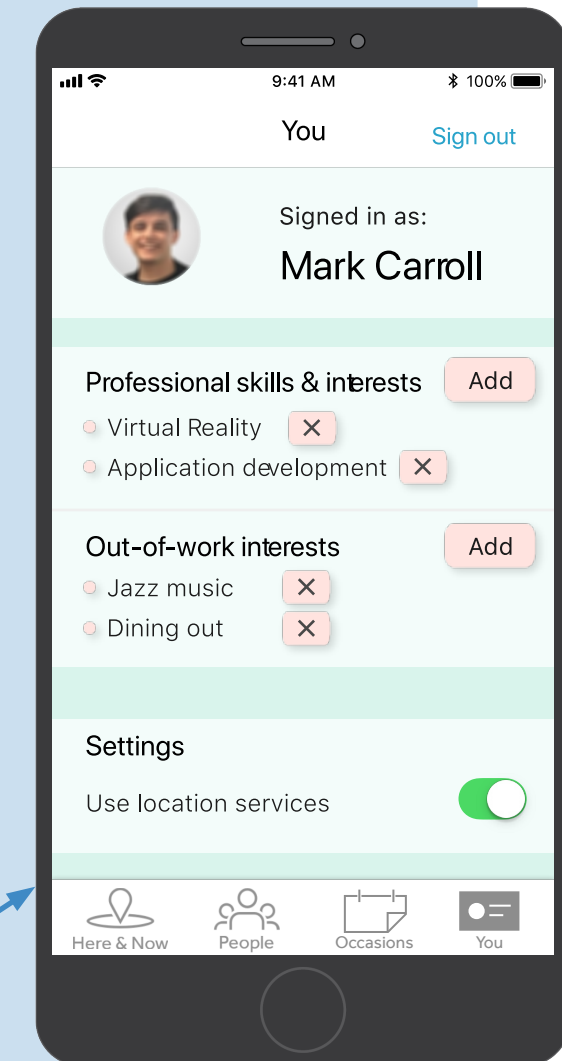 9:41 AM 100%
You Sign out
Signed in as:
Mark Carroll
Professional skills & interests Add
Virtual Reality
Application development
Out-of-work interests Add
Jazz music
Dining out
Settings
Use location services
Here & Now People Occasions You